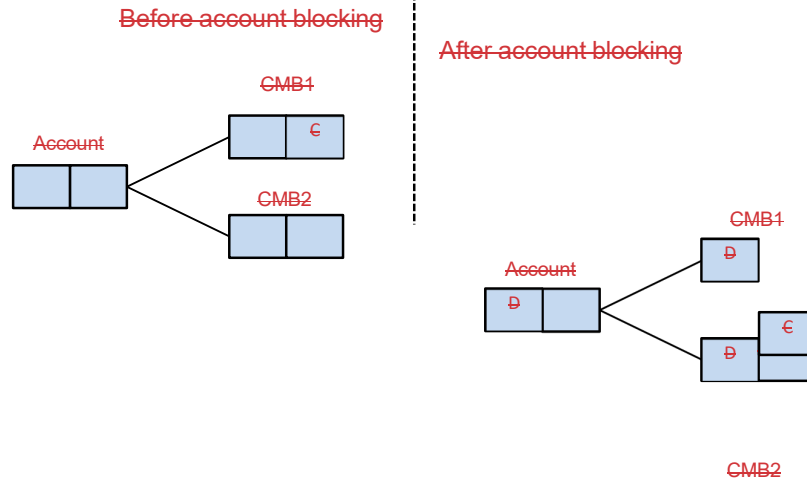 Before account blocking
CMB1
C
Account
CMB2
After account blocking
CMB1
D
Account
D
C
D
CMB2